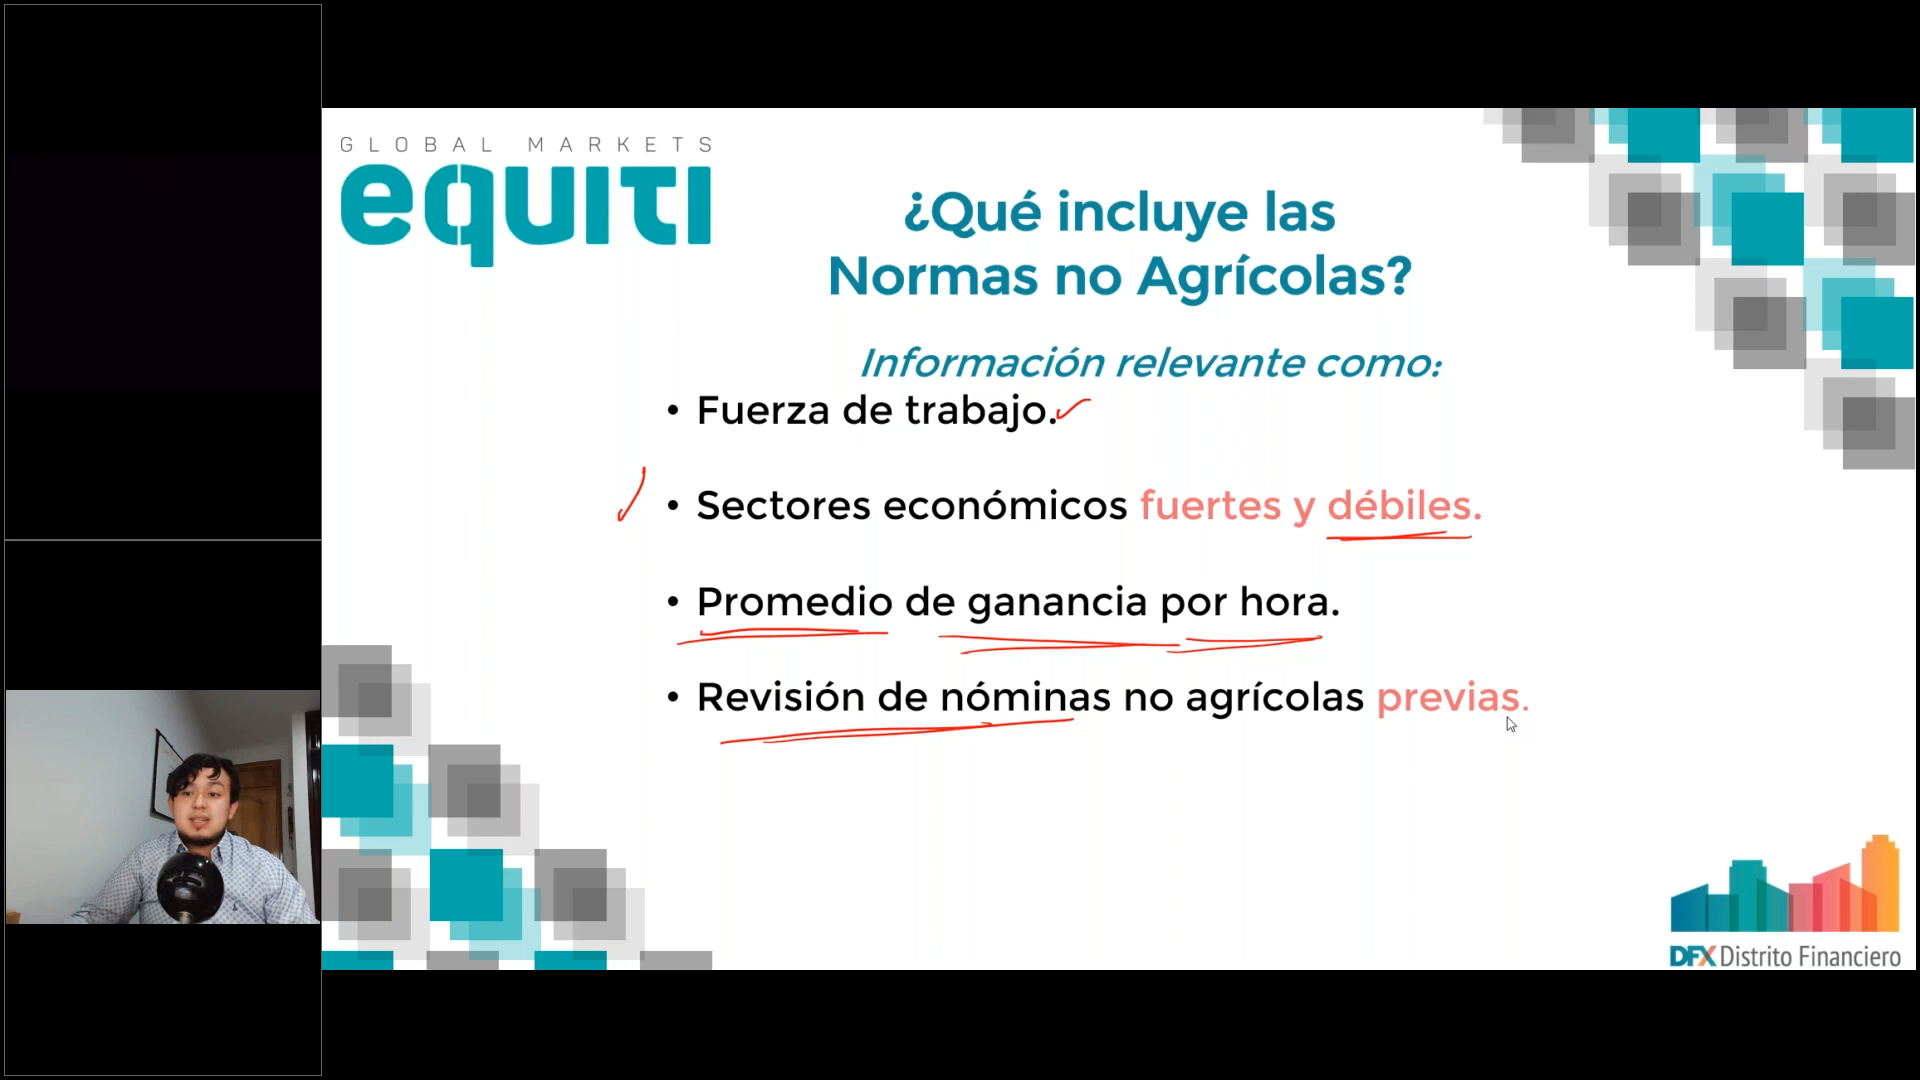 GLOBAL MARKETS
equiti
¿Qué incluye las
Normas no Agrícolas?
Información relevante como:
• Fuerza de trabajo.
• Sectores económicos fuertes y débiles.
• Promedio de ganancia por hora.
• Revisión de nóminas no agrícolas previas.
DFX Distrito Financiero